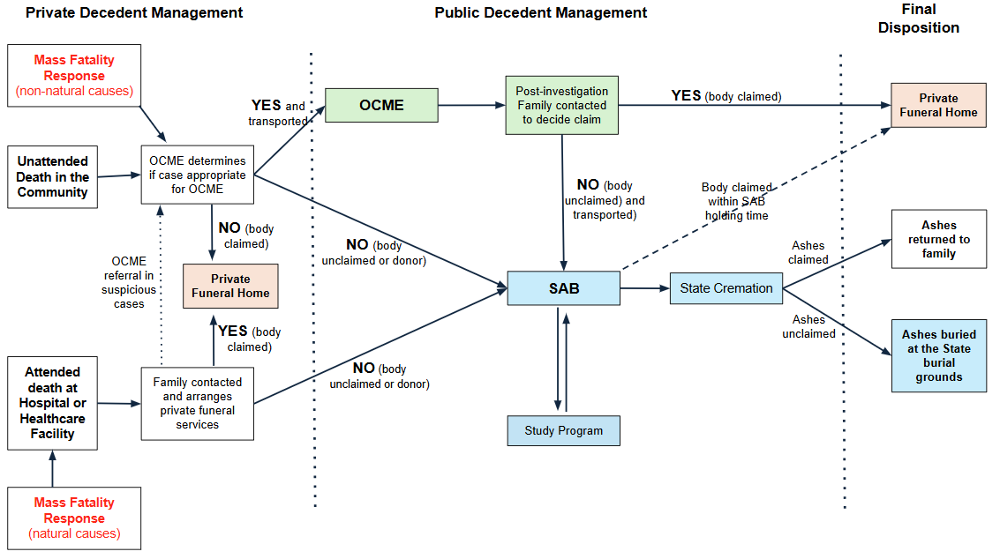 Private Decedent Management
Public Decedent Management
Final
Disposition
Mass Fatality
Response
(non-natural causes)
Unattended
Death in the
Community
OCME determines
if case appropriate
for OCME
YES and
transported
OCME
Post-investigation
Family contacted
to decide claim
YES (body claimed)
Private
Funeral Home
NO (body
claimed)
NO (body
unclaimed or donor)
NO (body
unclaimed) and
transported)
Body claimed
within SAB
holding time
OCME
referral in
suspicious
cases
Private
Funeral Home
YES (body
claimed)
SAB
State Cremation
Ashes
claimed
Ashes
returned to
family
Ashes
unclaimed
Ashes buried
at the State
burial
grounds
Attended
death at
Hospital or
Healthcare
Facility
Family contacted
and arranges
private funeral
services
NO (body
unclaimed or donor)
Study Program
Mass Fatality
Response
(natural causes)